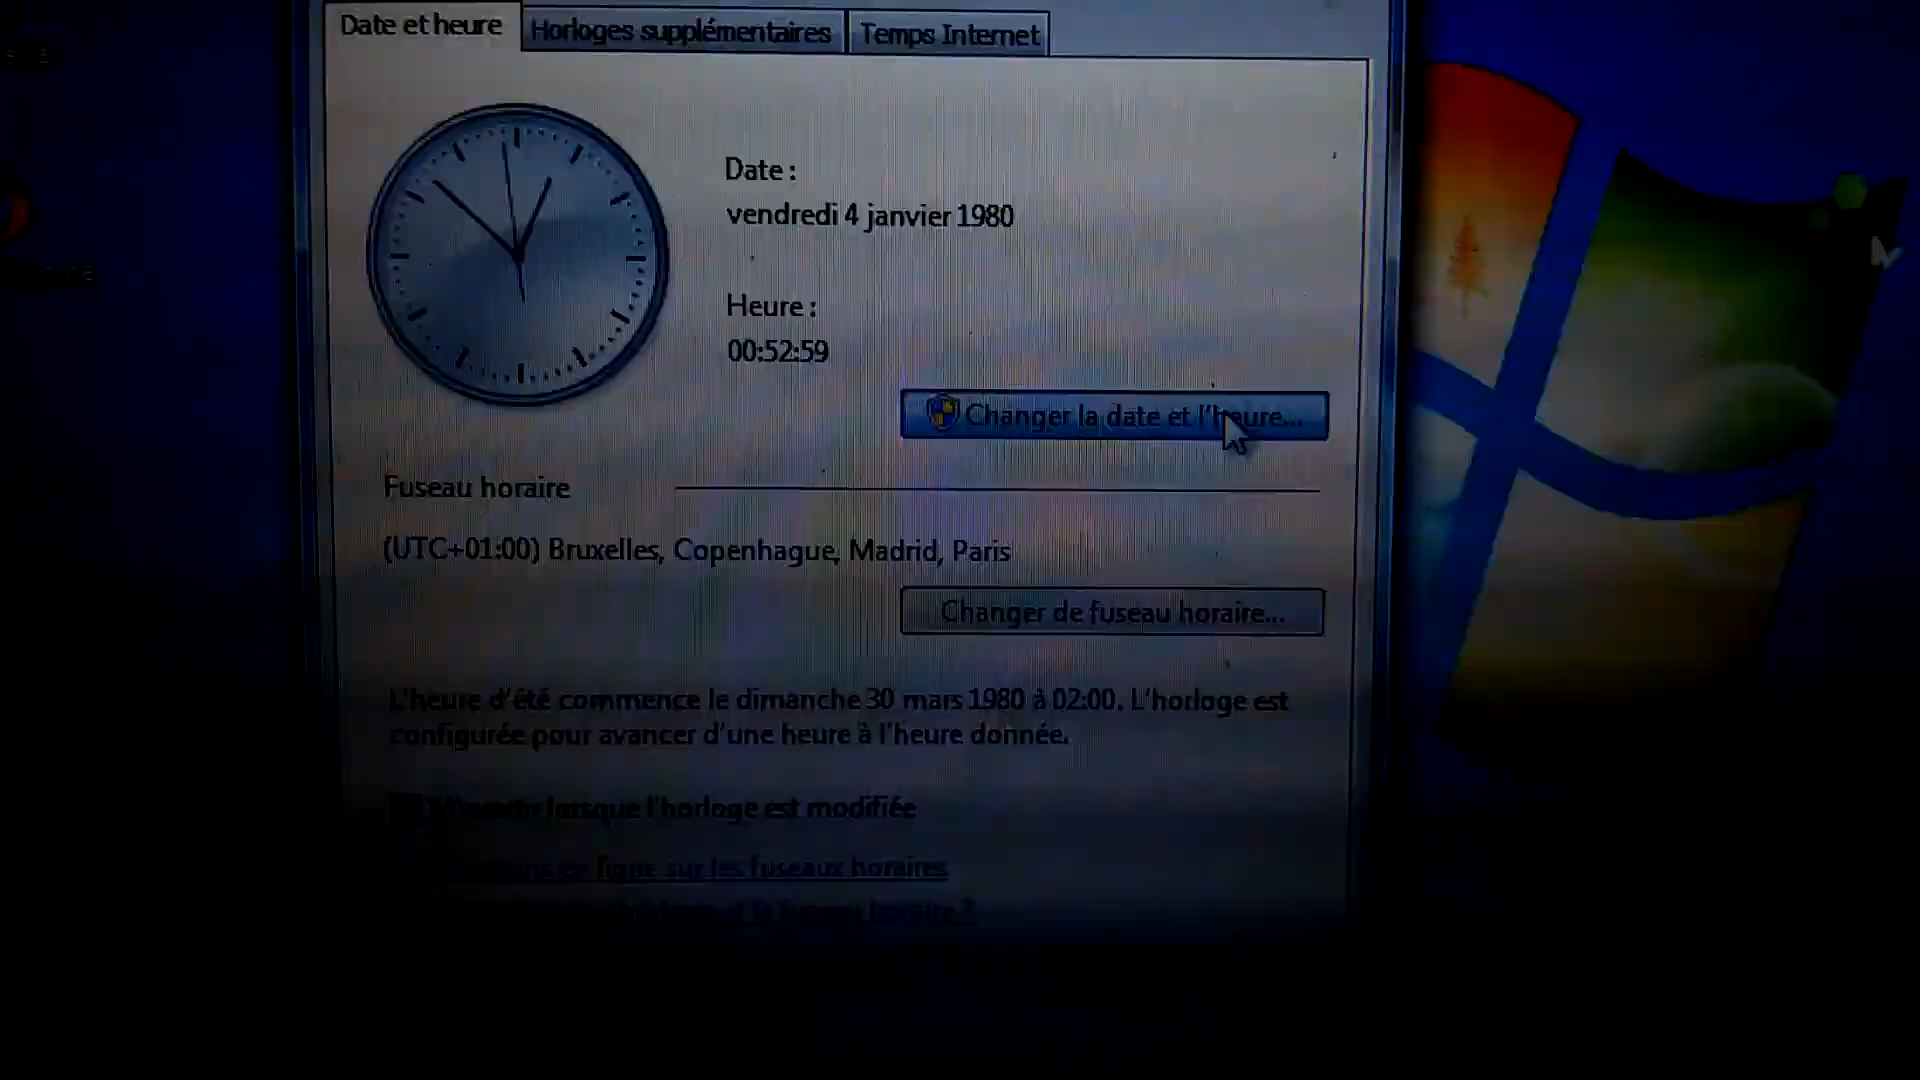 Date et heure
Horloges supplémentaires
Temps Internet
Date :
vendredi 4 janvier 1980
Heure :
00:52:59
Changer la date et l'heure...
Fuseau horaire
(UTC+01:00) Bruxelles, Copenhague, Madrid, Paris
Changer de fuseau horaire...
L'heure d'été commence le dimanche 30 mars 1980 à 02:00. L'horloge est
configurée pour avancer d'une heure à l'heure donnée.
lorsque l'horloge est modifiée
en ligne sur les fuseaux horaires
fuseau horaire ?